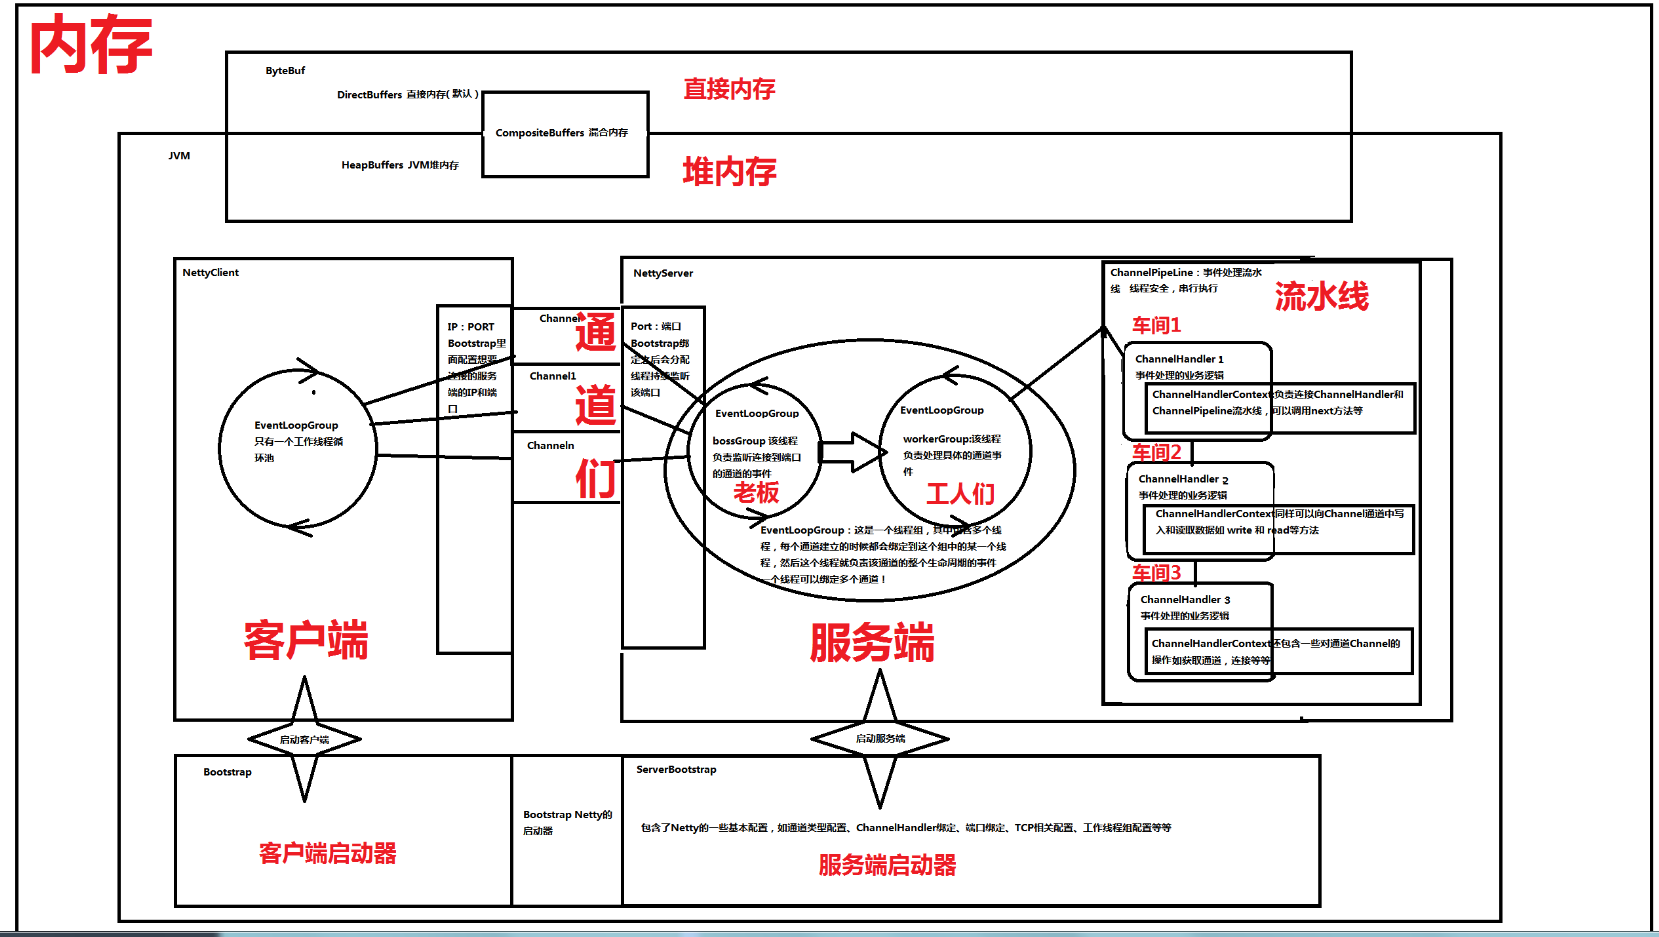 内存
ByteBuf
DirectBuffers 直接内存(默认)
直接内存
CompositeBuffers 混合内存
JVM
HeapBuffers JVM堆内存
堆内存
NettyClient
IP：PORT
Bootstrap里
面配置想要
连接的服务
端的IP和端
口
EventLoopGroup
只有一个工作线程循
环池
客户端
Channel
Channel1
Channeln
通
道
们
NettyServer
Port：端口
Bootstrap绑
定之后会分配
线程持续监听
该端口
EventLoopGroup
bossGroup 该线程
负责监听连接到端口
的通道的事件
老板
EventLoopGroup
workerGroup:该线程
负责处理具体的通道事
件
工人们
EventLoopGroup：这是一个线程组，其中包含多个线
程，每个通道建立的时候都会绑定到这个组中的某一个线
程，然后这个线程就负责该通道的整个生命周期的事件
一个线程可以绑定多个通道！
服务端
ChannelPipeLine：事件处理流水
线 线程安全，串行执行
流水线
车间1
ChannelHandler 1
事件处理的业务逻辑
ChannelHandlerContext负责连接ChannelHandler和
ChannelPipeline流水线，可以调用next方法等
车间2
ChannelHandler 2
事件处理的业务逻辑
ChannelHandlerContext同样可以向Channel通道中写
入和读取数据如 write 和 read等方法
车间3
ChannelHandler 3
事件处理的业务逻辑
ChannelHandlerContext还包含一些对通道Channel的
操作如获取通道，连接等等
启动客户端
启动服务端
Bootstrap
客户端启动器
Bootstrap Netty的
启动器
ServerBootstrap
包含了Netty的一些基本配置，如通道类型配置、ChannelHandler绑定、端口绑定、TCP相关配置、工作线程组配置等等
服务端启动器